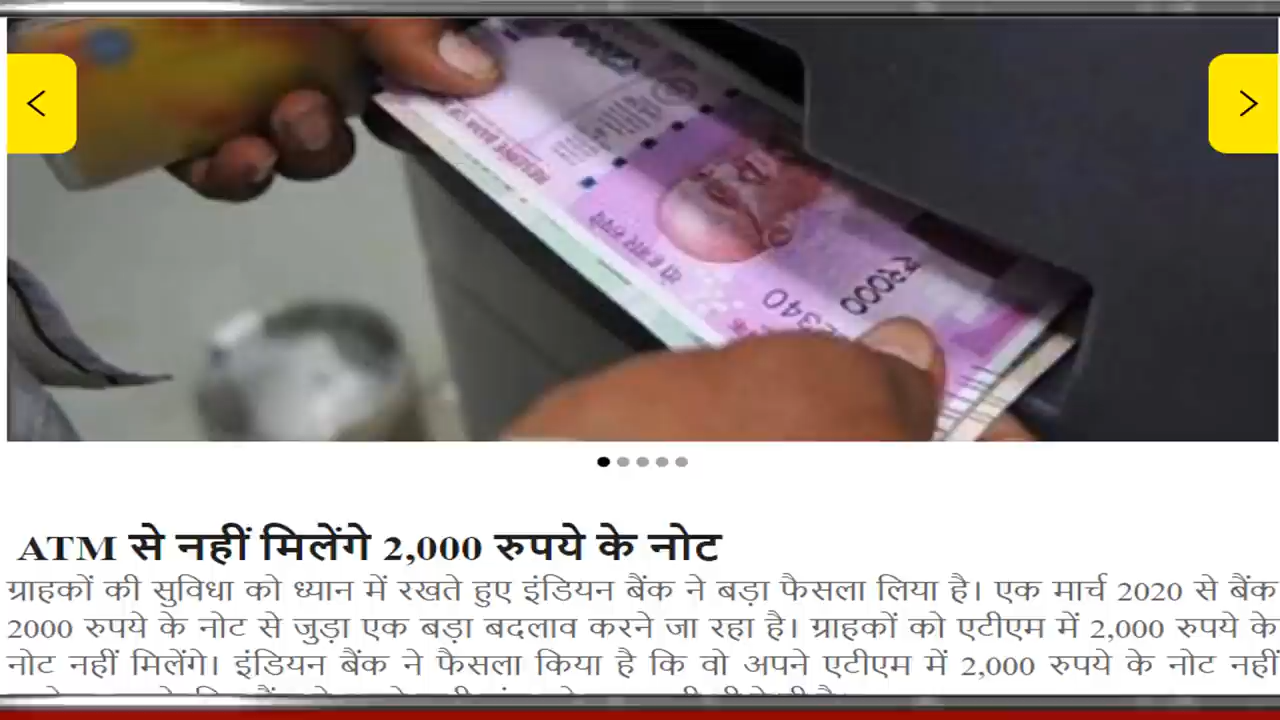 ATM से नहीं मिलेंगे 2,000 रुपये के नोट
ग्राहकों की सुविधा को ध्यान में रखते हुए इंडियन बैंक ने बड़ा फैसला लिया है। एक मार्च 2020 से बैंक
2000 रुपये के नोट से जुड़ा एक बड़ा बदलाव करने जा रहा है। ग्राहकों को एटीएम में 2,000 रुपये के
नोट नहीं मिलेंगे। इंडियन बैंक ने फैसला किया है कि वो अपने एटीएम में 2,000 रुपये के नोट नहीं